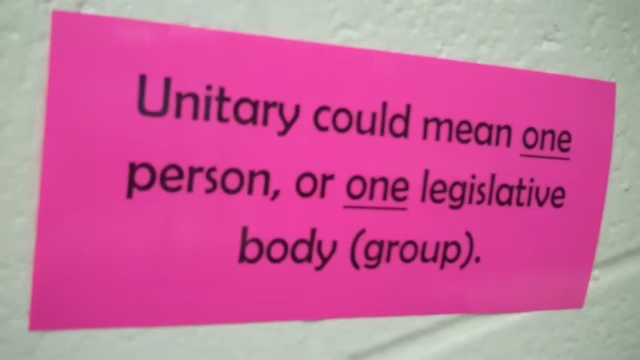 Unitary could mean one
person, or one legislative
body (group).